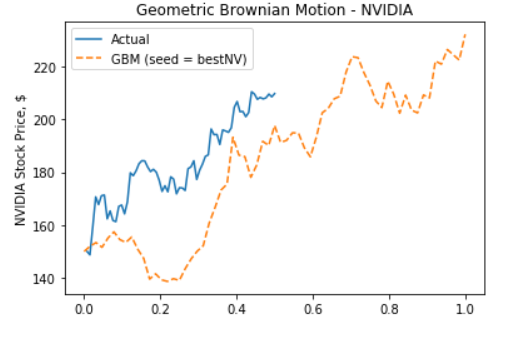 Geometric Brownian Motion - NVIDIA
Actual
GBM (seed = bestNV)
NVIDIA Stock Price, $
220
200
180
160
140
0.0 0.2 0.4 0.6 0.8 1.0